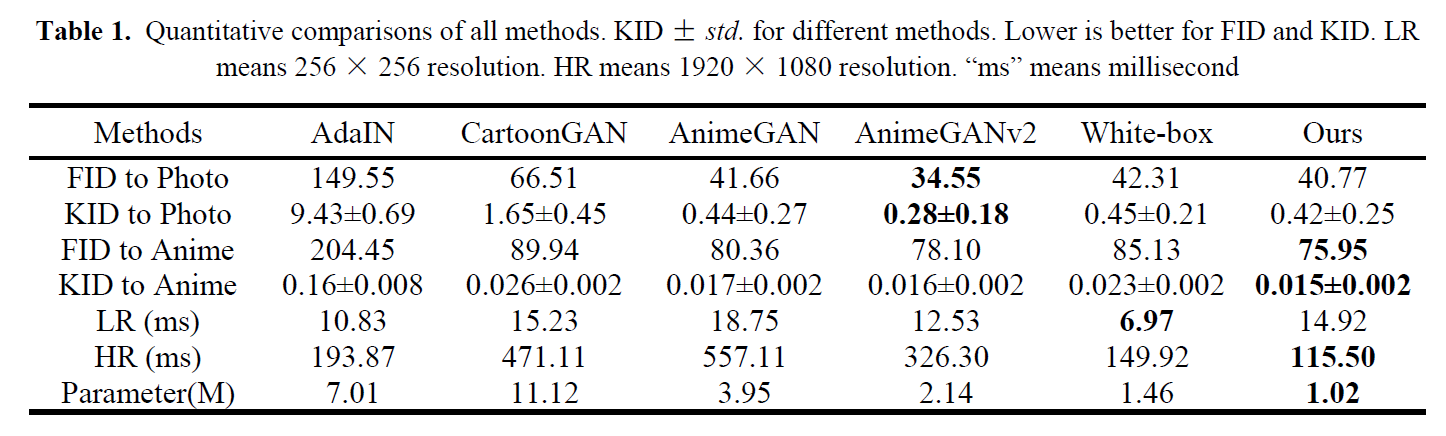 Table 1. Quantitative comparisons of all methods. KID ± std. for different methods. Lower is better for FID and KID. LR
means 256 × 256 resolution. HR means 1920 × 1080 resolution. “ms” means millisecond
Methods AdaIN CartoonGAN AnimeGAN AnimeGANv2 White-box Ours
FID to Photo 149.55 66.51 41.66 34.55 42.31 40.77
KID to Photo 9.43±0.69 1.65±0.45 0.44±0.27 0.28±0.18 0.45±0.21 0.42±0.25
FID to Anime 204.45 89.94 80.36 78.10 85.13 75.95
KID to Anime 0.16±0.008 0.026±0.002 0.017±0.002 0.016±0.002 0.023±0.002 0.015±0.002
LR (ms) 10.83 15.23 18.75 12.53 6.97 14.92
HR (ms) 193.87 471.11 557.11 326.30 149.92 115.50
Parameter(M) 7.01 11.12 3.95 2.14 1.46 1.02